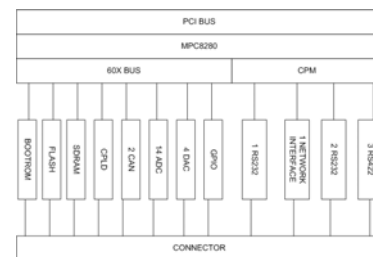 PCI BUS
MPC8280
60X BUS
CPM
BOOTROM
FLASH
SDRAM
CPLD
2 CAN
14 ADC
4 DAC
GPIO
1 RS232
1 NETWORK
INTERFACE
2 RS232
3 RS422
CONNECTOR